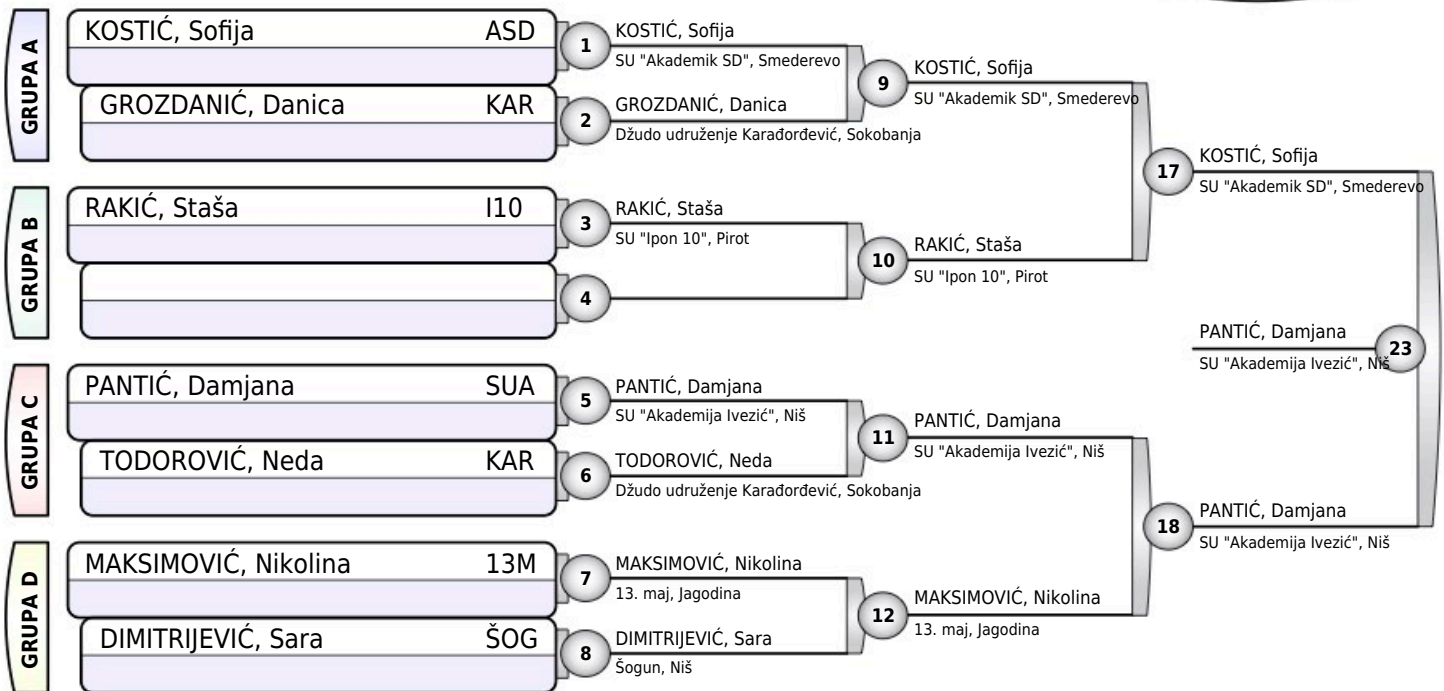 GRUPA A
KOSTIĆ, Sofija ASD
GROZDANIĆ, Danica KAR
1
KOSTIĆ, Sofija
SU "Akademik SD", Smederevo
2
GROZDANIĆ, Danica
Džudo udruženje Karađorđević, Sokobanja
9
KOSTIĆ, Sofija
SU "Akademik SD", Smederevo
GRUPA B
RAKIĆ, Staša I10
3
RAKIĆ, Staša
SU "Ipon 10", Pirot
4
10
RAKIĆ, Staša
SU "Ipon 10", Pirot
17
KOSTIĆ, Sofija
SU "Akademik SD", Smederevo
PANTIĆ, Damjana
SU "Akademija Ivezić", Niš
23
GRUPA C
PANTIĆ, Damjana SUA
TODOROVIĆ, Neda KAR
5
PANTIĆ, Damjana
SU "Akademija Ivezić", Niš
6
TODOROVIĆ, Neda
Džudo udruženje Karađorđević, Sokobanja
11
PANTIĆ, Damjana
SU "Akademija Ivezić", Niš
18
PANTIĆ, Damjana
SU "Akademija Ivezić", Niš
GRUPA D
MAKSIMOVIĆ, Nikolina 13M
DIMITRIJEVIĆ, Sara ŠOG
7
MAKSIMOVIĆ, Nikolina
13. maj, Jagodina
8
DIMITRIJEVIĆ, Sara
Šogun, Niš
12
MAKSIMOVIĆ, Nikolina
13. maj, Jagodina